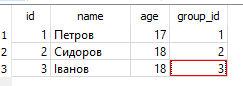 id name age group_id
1 1 Петров 17 1
2 2 Сидоров 18 2
3 3 Іванов 18 3